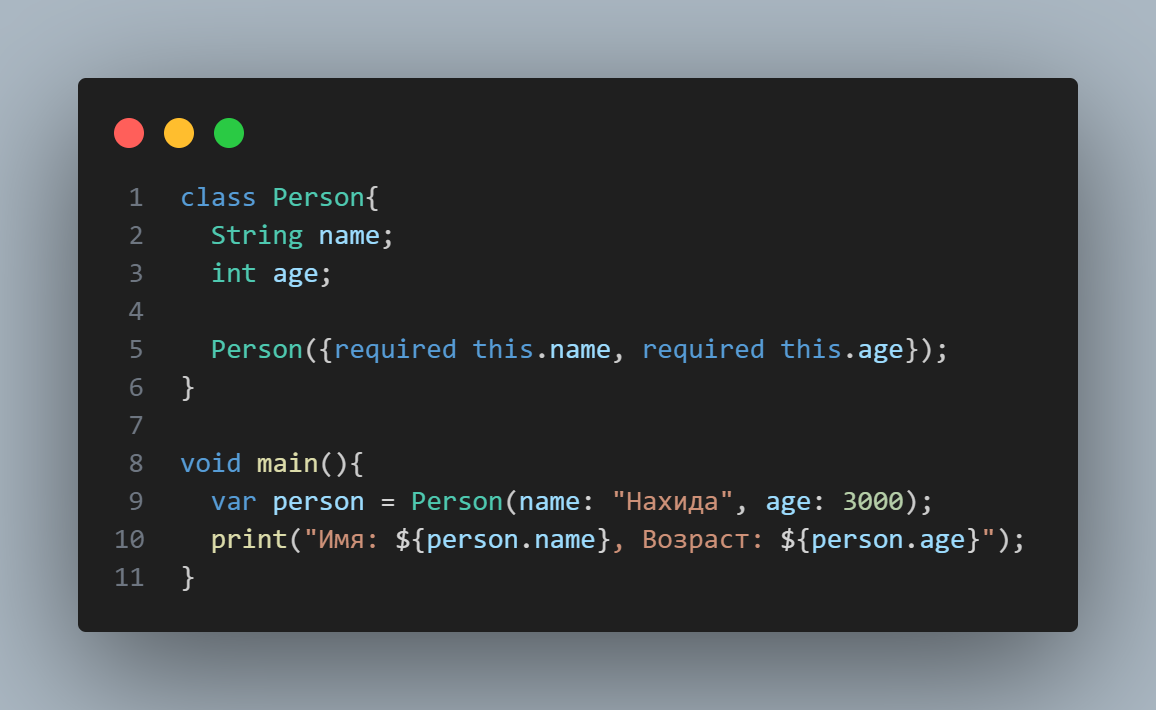 1 class Person{
2 String name;
3 int age;
4
5 Person({required this.name, required this.age});
6 }
7
8 void main(){
9 var person = Person(name: "Нахида", age: 3000);
10 print("Имя: ${person.name}, Возраст: ${person.age}");
11 }